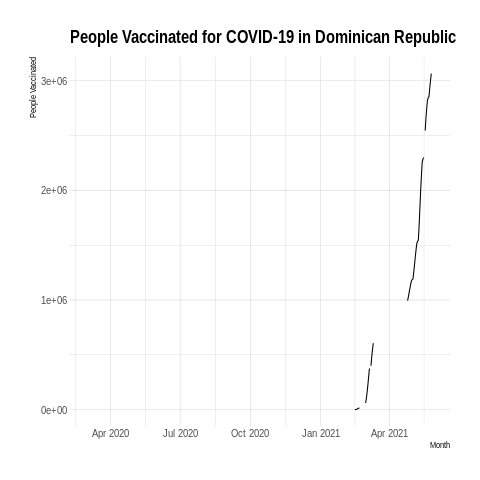 People Vaccinated for COVID-19 in Dominican Republic
People Vaccinated
3e+06
2e+06
1e+06
0e+00
Apr 2020 Jul 2020 Oct 2020 Jan 2021 Apr 2021
Month